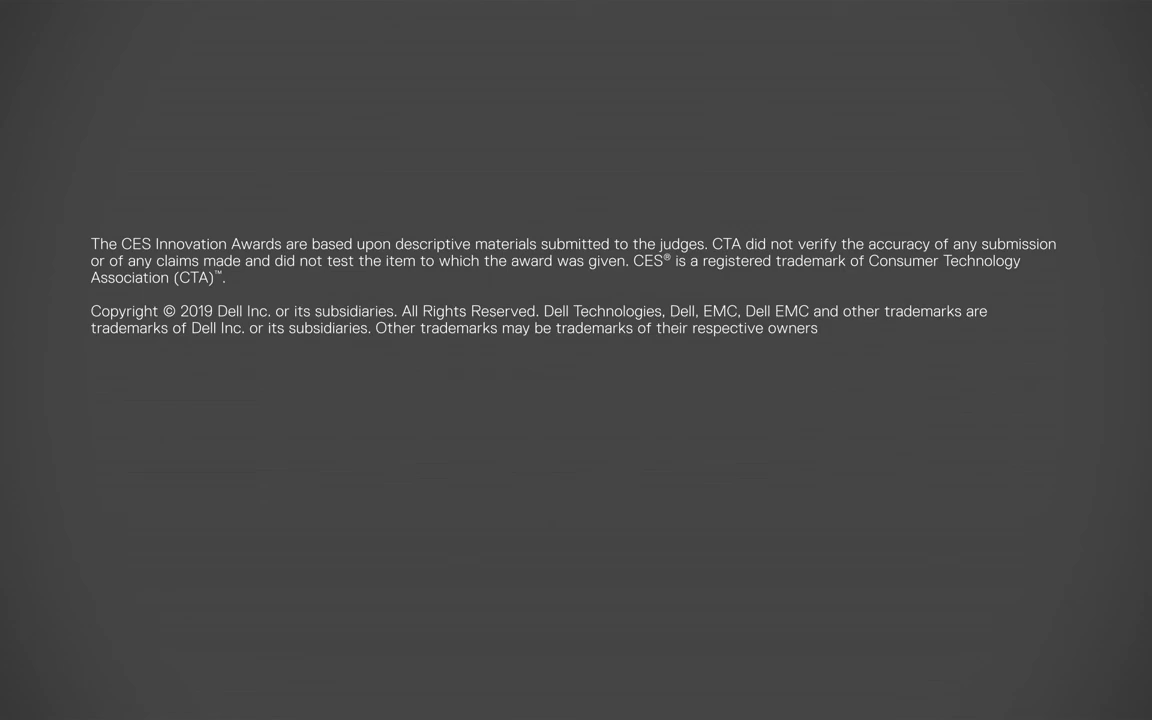 The CES Innovation Awards are based upon descriptive materials submitted to the judges. CTA did not verify the accuracy of any submission
or of any claims made and did not test the item to which the award was given. CES® is a registered trademark of Consumer Technology
Association (CTA)™.
Copyright © 2019 Dell Inc. or its subsidiaries. All Rights Reserved. Dell Technologies, Dell, EMC, Dell EMC and other trademarks are
trademarks of Dell Inc. or its subsidiaries. Other trademarks may be trademarks of their respective owners